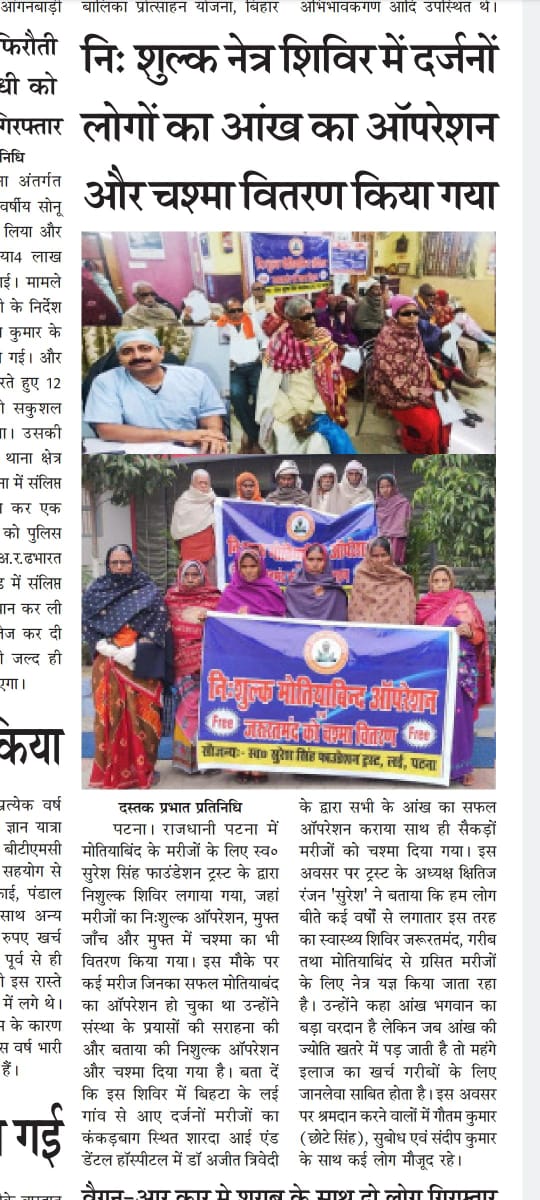 आंगनबाड़ी
बालिका प्रोत्साहन योजना, बिहार
अभिभावकगण आदि उपस्थित थे।
फिरौती
धी को
गिरफ्तार
निधि
ना अंतर्गत
वर्षीय सोनू
लिया और
या4 लाख
ाई। मामले
ी के निर्देश
कुमार के
गई। और
रते हुए 12
ो सकुशल
ा। उसकी
थाना क्षेत्र
ना में संलिप्त
कर एक
को पुलिस
अ.र.ढभारत
ड में संलिप्त
ान कर ली
तेज कर दी
ो जल्द ही
एगा।
किया
प्रत्येक वर्ष
ज्ञान यात्रा
बीटीएमसी
सहयोग से
काई, पंडाल
साथ अन्य
रुपए खर्च
पूर्व से ही
ी इस रास्ते
में लगे थे।
म के कारण
स वर्ष भारी
हैं।
गई
निः शुल्क नेत्र शिविर में दर्जनों
लोगों का आंख का ऑपरेशन
और चश्मा वितरण किया गया
निःशुल्क मोतियाबिन्द ऑपरेशन
Free
जरूरतमंद को चश्मा वितरण
Free
सौजन्य:- स्व० सुरेश सिंह फाउंडेशन ट्रस्ट, लई, पटना
दस्तक प्रभात प्रतिनिधि
पटना। राजधानी पटना में
मोतियाबिंद के मरीजों के लिए स्व०
सुरेश सिंह फाउंडेशन ट्रस्ट के द्वारा
निशुल्क शिविर लगाया गया, जहां
मरीजों का निःशुल्क ऑपरेशन, मुफ्त
जाँच और मुफ्त में चश्मा का भी
वितरण किया गया। इस मौके पर
कई मरीज जिनका सफल मोतियाबंद
का ऑपरेशन हो चुका था उन्होंने
संस्था के प्रयासों की सराहना की
और बताया की निशुल्क ऑपरेशन
और चश्मा दिया गया है। बता दें
कि इस शिविर में बिहटा के लई
गांव से आए दर्जनों मरीजों का
कंकड़बाग स्थित शारदा आई एंड
डेंटल हॉस्पीटल में डॉ अजीत त्रिवेदी
के द्वारा सभी के आंख का सफल
ऑपरेशन कराया साथ ही सैकड़ों
मरीजों को चश्मा दिया गया। इस
अवसर पर ट्रस्ट के अध्यक्ष क्षितिज
रंजन 'सुरेश' ने बताया कि हम लोग
बीते कई वर्षों से लगातार इस तरह
का स्वास्थ्य शिविर जरूरतमंद, गरीब
तथा मोतियाबिंद से ग्रसित मरीजों
के लिए नेत्र यज्ञ किया जाता रहा
है। उन्होंने कहा आंख भगवान का
बड़ा वरदान है लेकिन जब आंख की
ज्योति खतरे में पड़ जाती है तो महंगे
इलाज का खर्च गरीबों के लिए
जानलेवा साबित होता है। इस अवसर
पर श्रमदान करने वालों में गौतम कुमार
(छोटे सिंह), सुबोध एवं संदीप कुमार
के साथ कई लोग मौजूद रहे।
वैगन-आर कार में शराब के साथ दो लोग गिरफ्तार